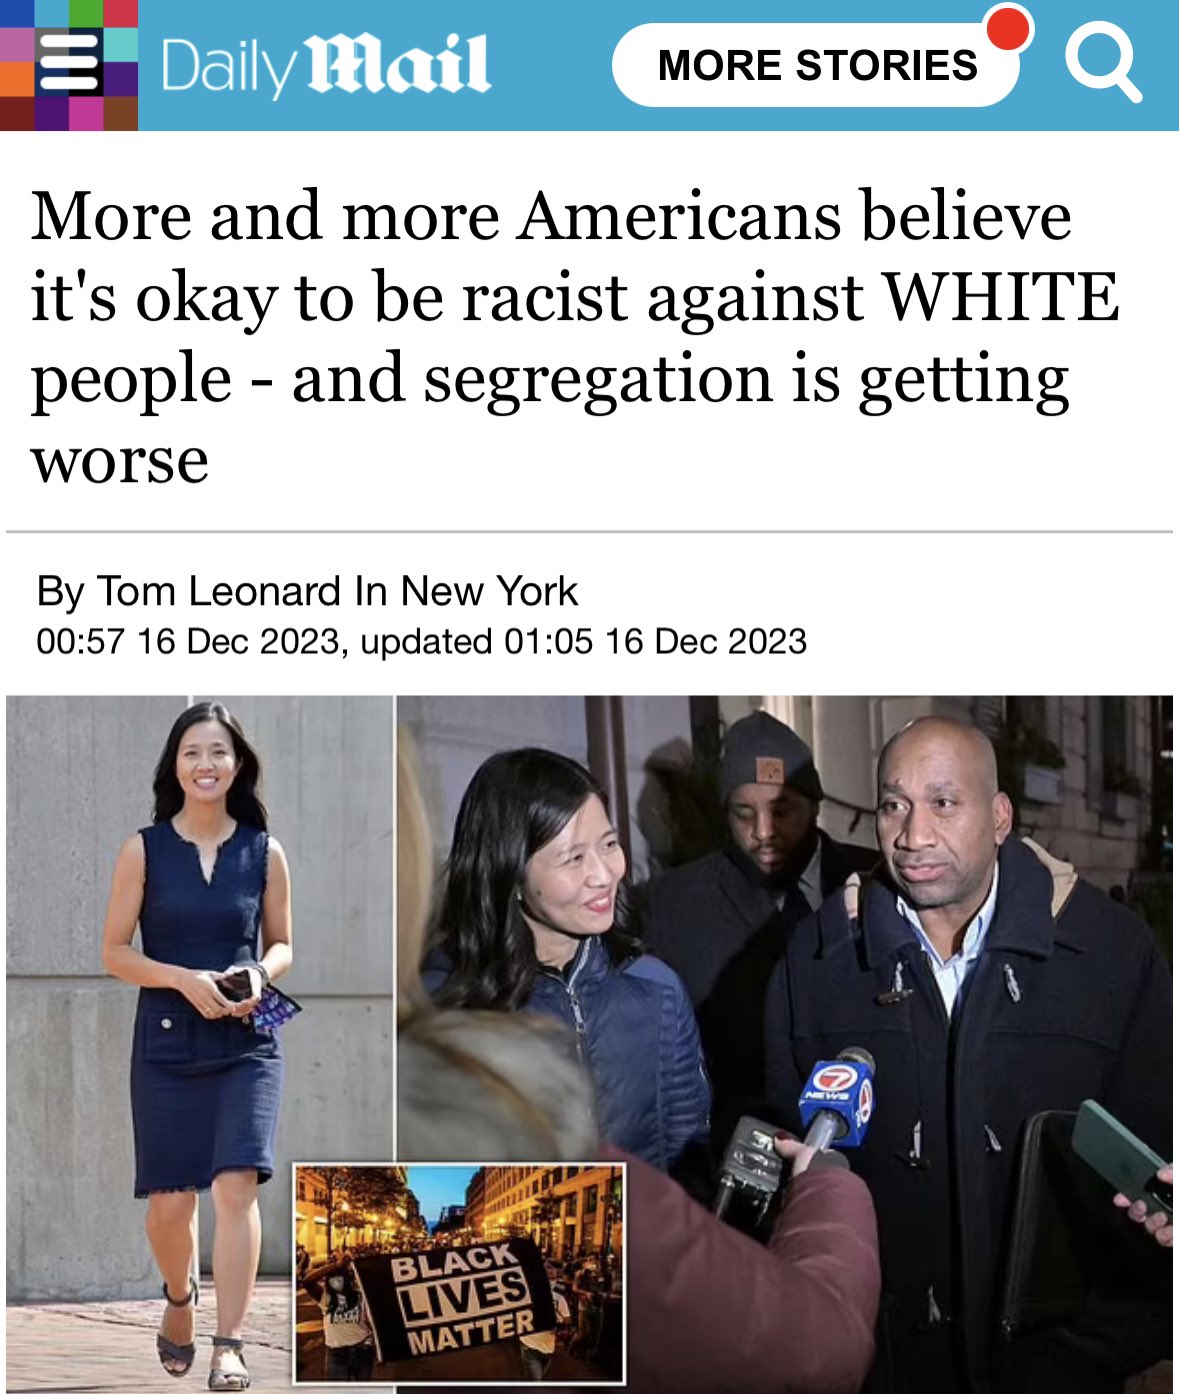 Daily Mail
MORE STORIES
More and more Americans believe
it's okay to be racist against WHITE
people - and segregation is getting
worse
By Tom Leonard In New York
00:57 16 Dec 2023, updated 01:05 16 Dec 2023
7
NEWS
BLACK
LIVES
MATTER